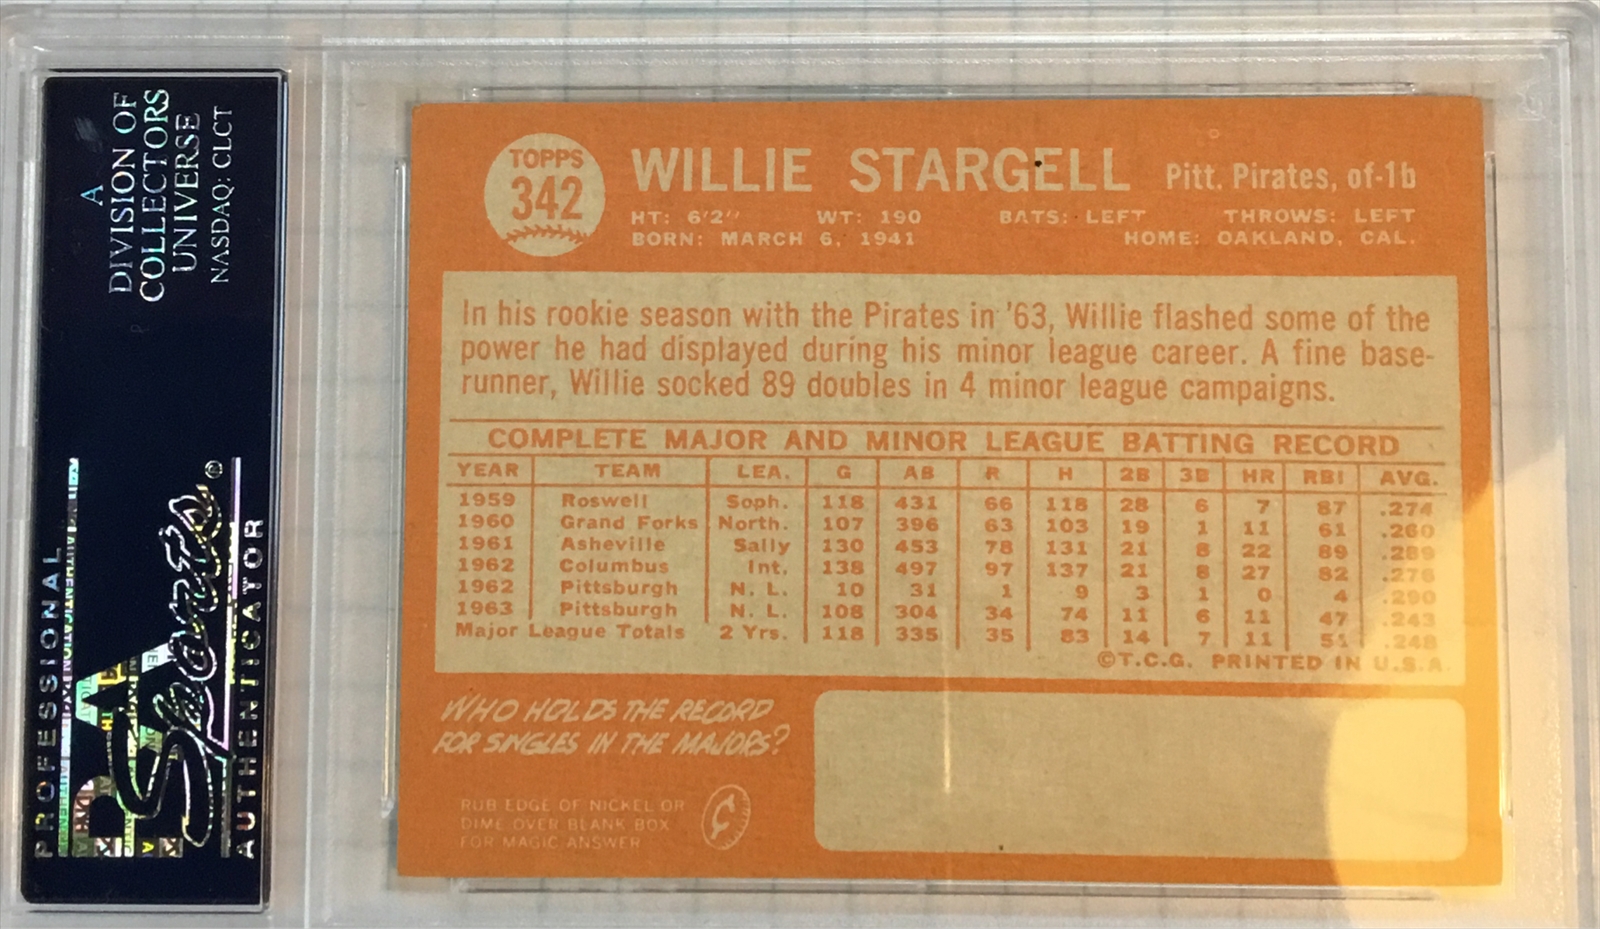 A
DIVISION OF
COLLECTORS
UNIVERSE
NASDAQ: CLCT
PROFESSIONAL
PSA
Sports
®
AUTHENTICATOR
TOPPS
342
WILLIE STARGELL Pitt. Pirates, of-1b
HT: 6'2" WT: 190 BATS: LEFT THROWS: LEFT
BORN: MARCH 6, 1941 HOME: OAKLAND, CAL.
In his rookie season with the Pirates in '63, Willie flashed some of the
power he had displayed during his minor league career. A fine base-
runner, Willie socked 89 doubles in 4 minor league campaigns.
COMPLETE MAJOR AND MINOR LEAGUE BATTING RECORD
YEAR TEAM LEA. G AB R H 2B 3B HR RBI AVG.
1959 Roswell Soph. 118 431 66 118 28 6 7 87 .274
1960 Grand Forks North. 107 396 63 103 19 1 11 61 .260
1961 Asheville Sally 130 453 78 131 21 8 22 89 .289
1962 Columbus Int. 138 497 97 137 21 8 27 82 .276
1962 Pittsburgh N. L. 10 31 1 9 3 1 0 4 .290
1963 Pittsburgh N. L. 108 304 34 74 11 6 11 47 .243
Major League Totals 2 Yrs. 118 335 35 83 14 7 11 51 .248
©T.C.G. PRINTED IN U.S.A.
WHO HOLDS THE RECORD
FOR SINGLES IN THE MAJORS?
RUB EDGE OF NICKEL OR
DIME OVER BLANK BOX
FOR MAGIC ANSWER
¢